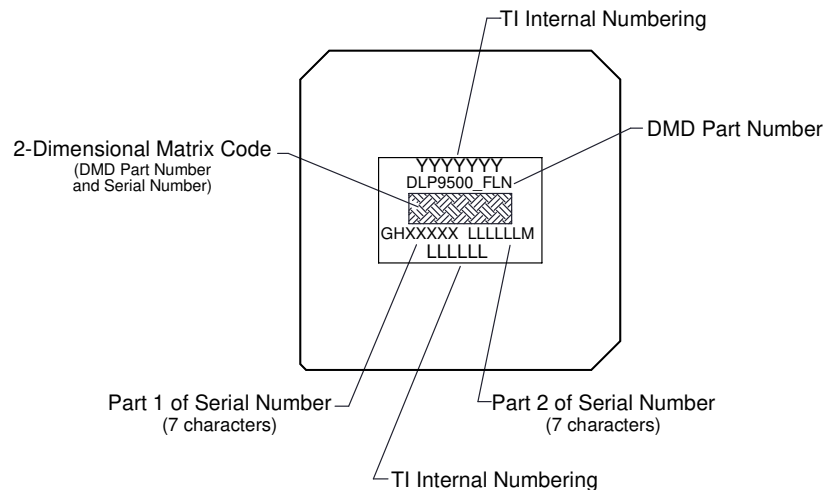 TI Internal Numbering
DMD Part Number
2-Dimensional Matrix Code
(DMD Part Number
and Serial Number)
YYYYYYY
DLP9500_FLN
GHXXXXX LLLLLLM
LLLLLL
Part 1 of Serial Number
(7 characters)
Part 2 of Serial Number
(7 characters)
TI Internal Numbering